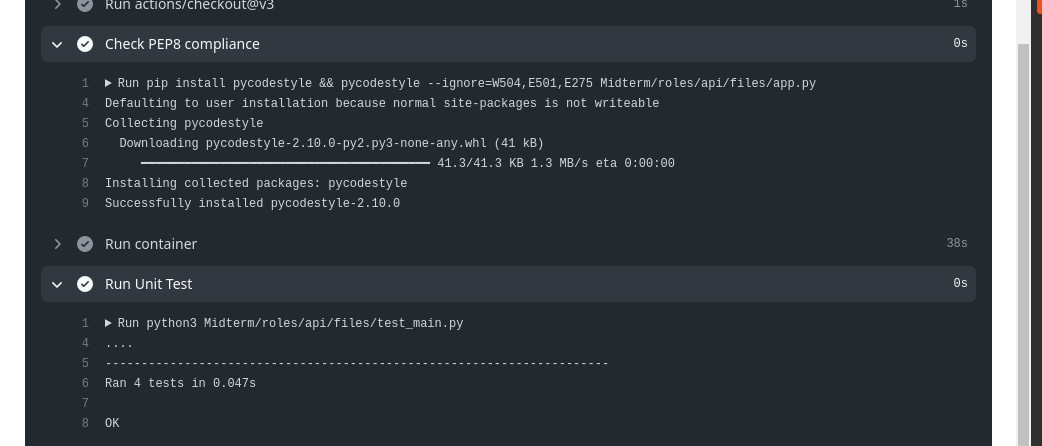 Run actions/checkout@v3 1s
Check PEP8 compliance 0s
1 Run pip install pycodestyle && pycodestyle --ignore=W504,E501,E275 Midterm/roles/api/files/app.py
4 Defaulting to user installation because normal site-packages is not writeable
5 Collecting pycodestyle
6 Downloading pycodestyle-2.10.0-py2.py3-none-any.whl (41 kB)
7 ━━━━━━━━━━━━━━━━━━━━━━━━━━━━━━━━━━━━━━━━ 41.3/41.3 KB 1.3 MB/s eta 0:00:00
8 Installing collected packages: pycodestyle
9 Successfully installed pycodestyle-2.10.0
Run container 38s
Run Unit Test 0s
1 Run python3 Midterm/roles/api/files/test_main.py
4 ....
5 ----------------------------------------------------------------------
6 Ran 4 tests in 0.047s
7
8 OK